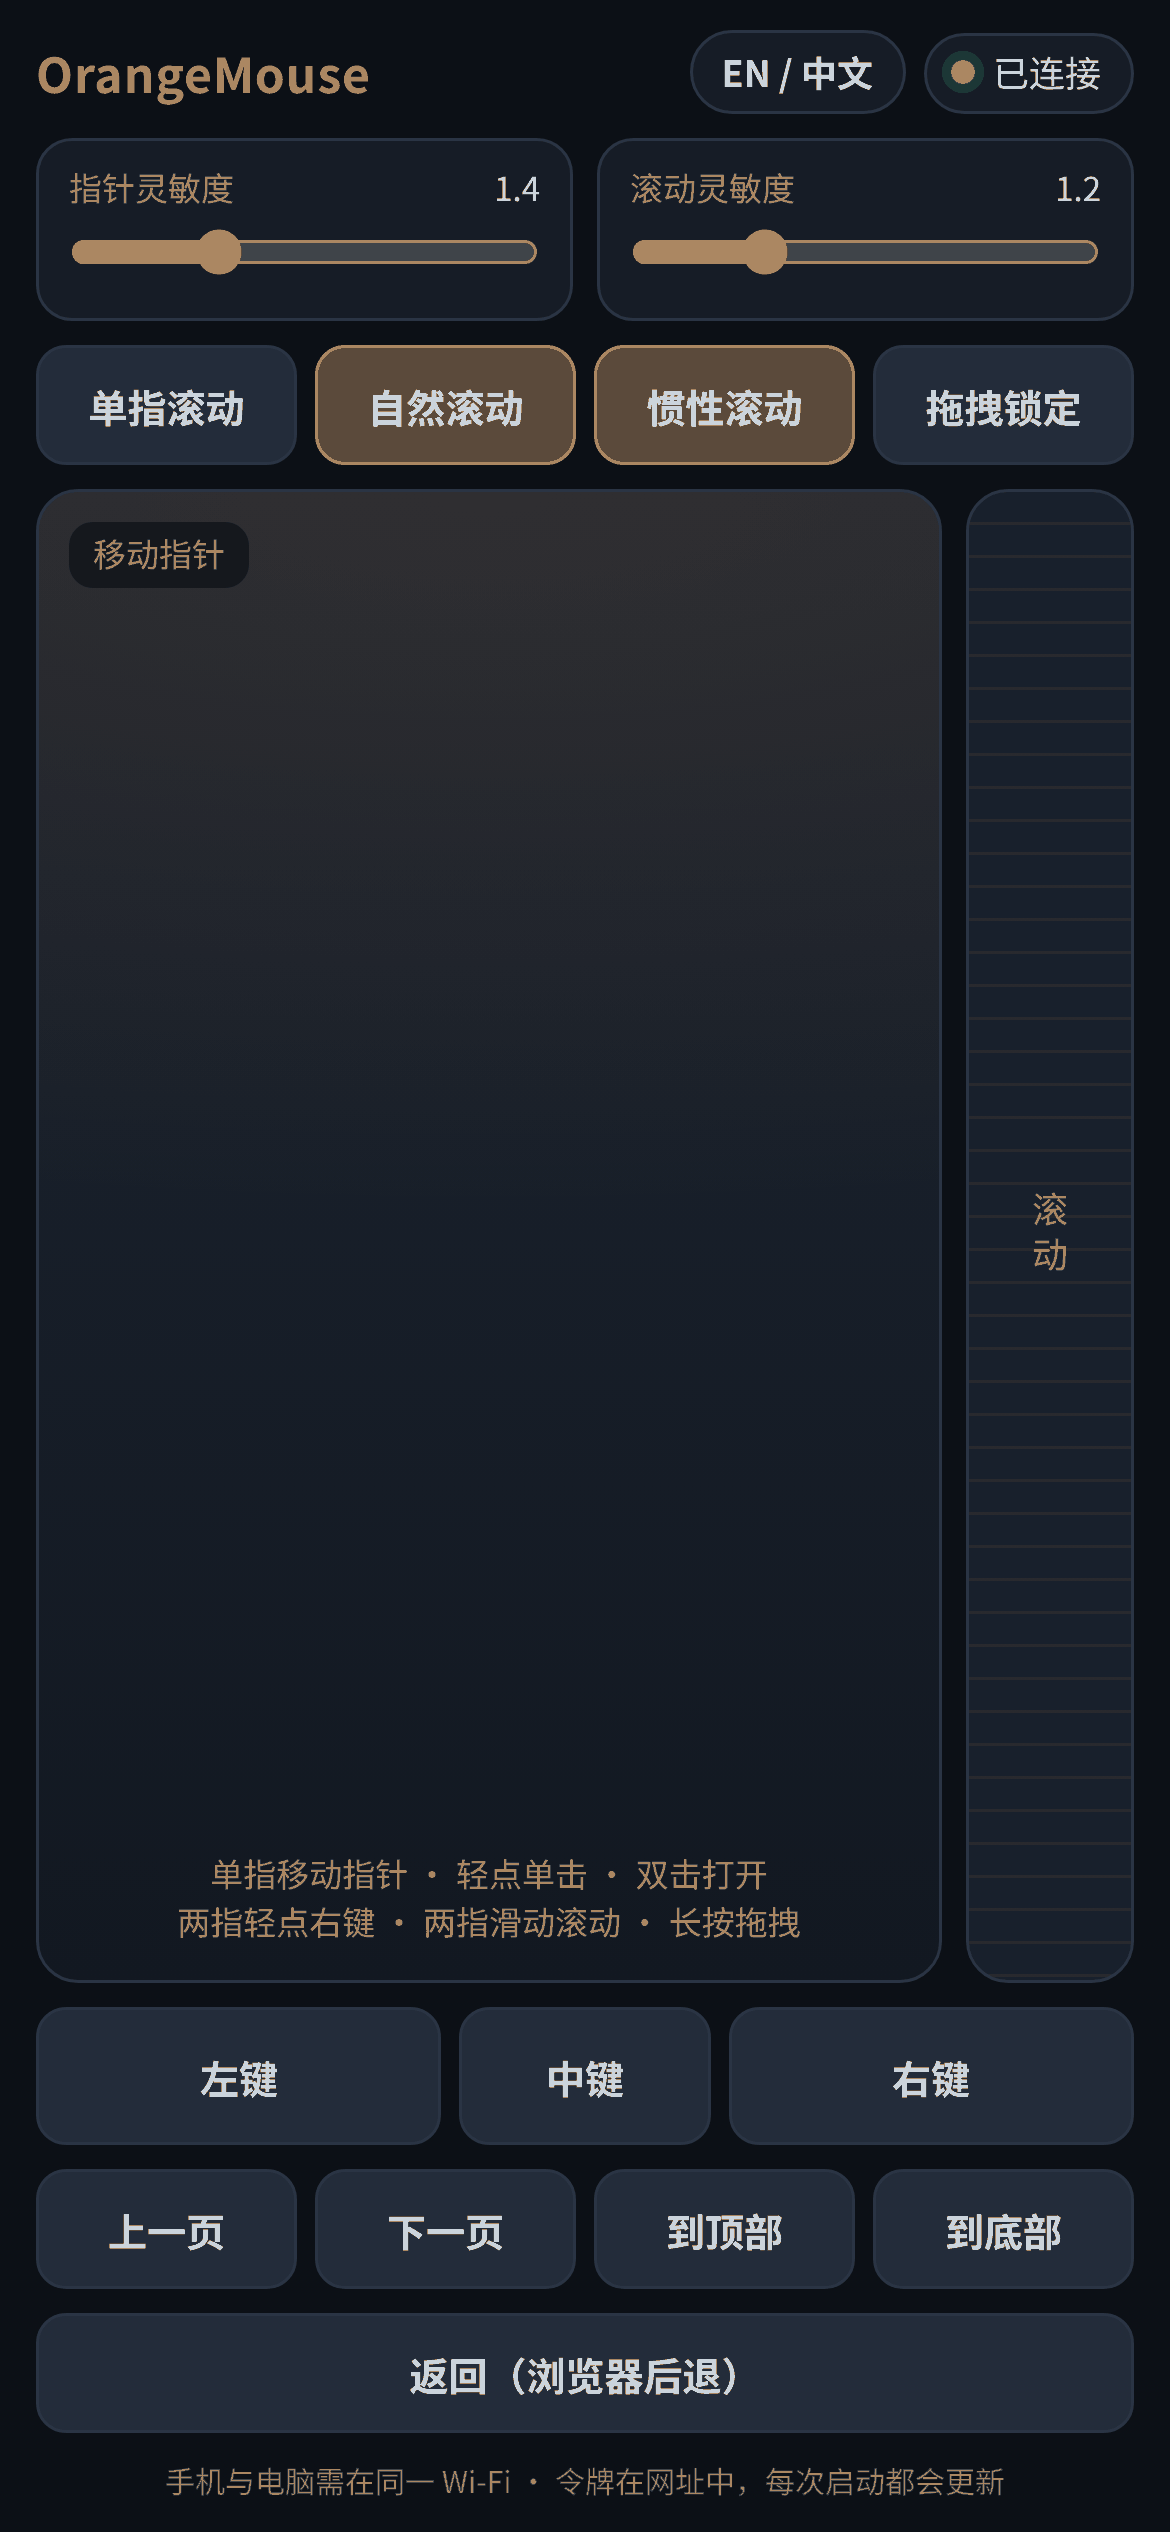 OrangeMouse
EN / 中文
已连接
指针灵敏度 1.4
滚动灵敏度 1.2
单指滚动
自然滚动
惯性滚动
拖拽锁定
移动指针
滚
动
单指移动指针 • 轻点单击 • 双击打开
两指轻点右键 • 两指滑动滚动 • 长按拖拽
左键
中键
右键
上一页
下一页
到顶部
到底部
返回（浏览器后退）
手机与电脑需在同一 Wi-Fi • 令牌在网址中，每次启动都会更新